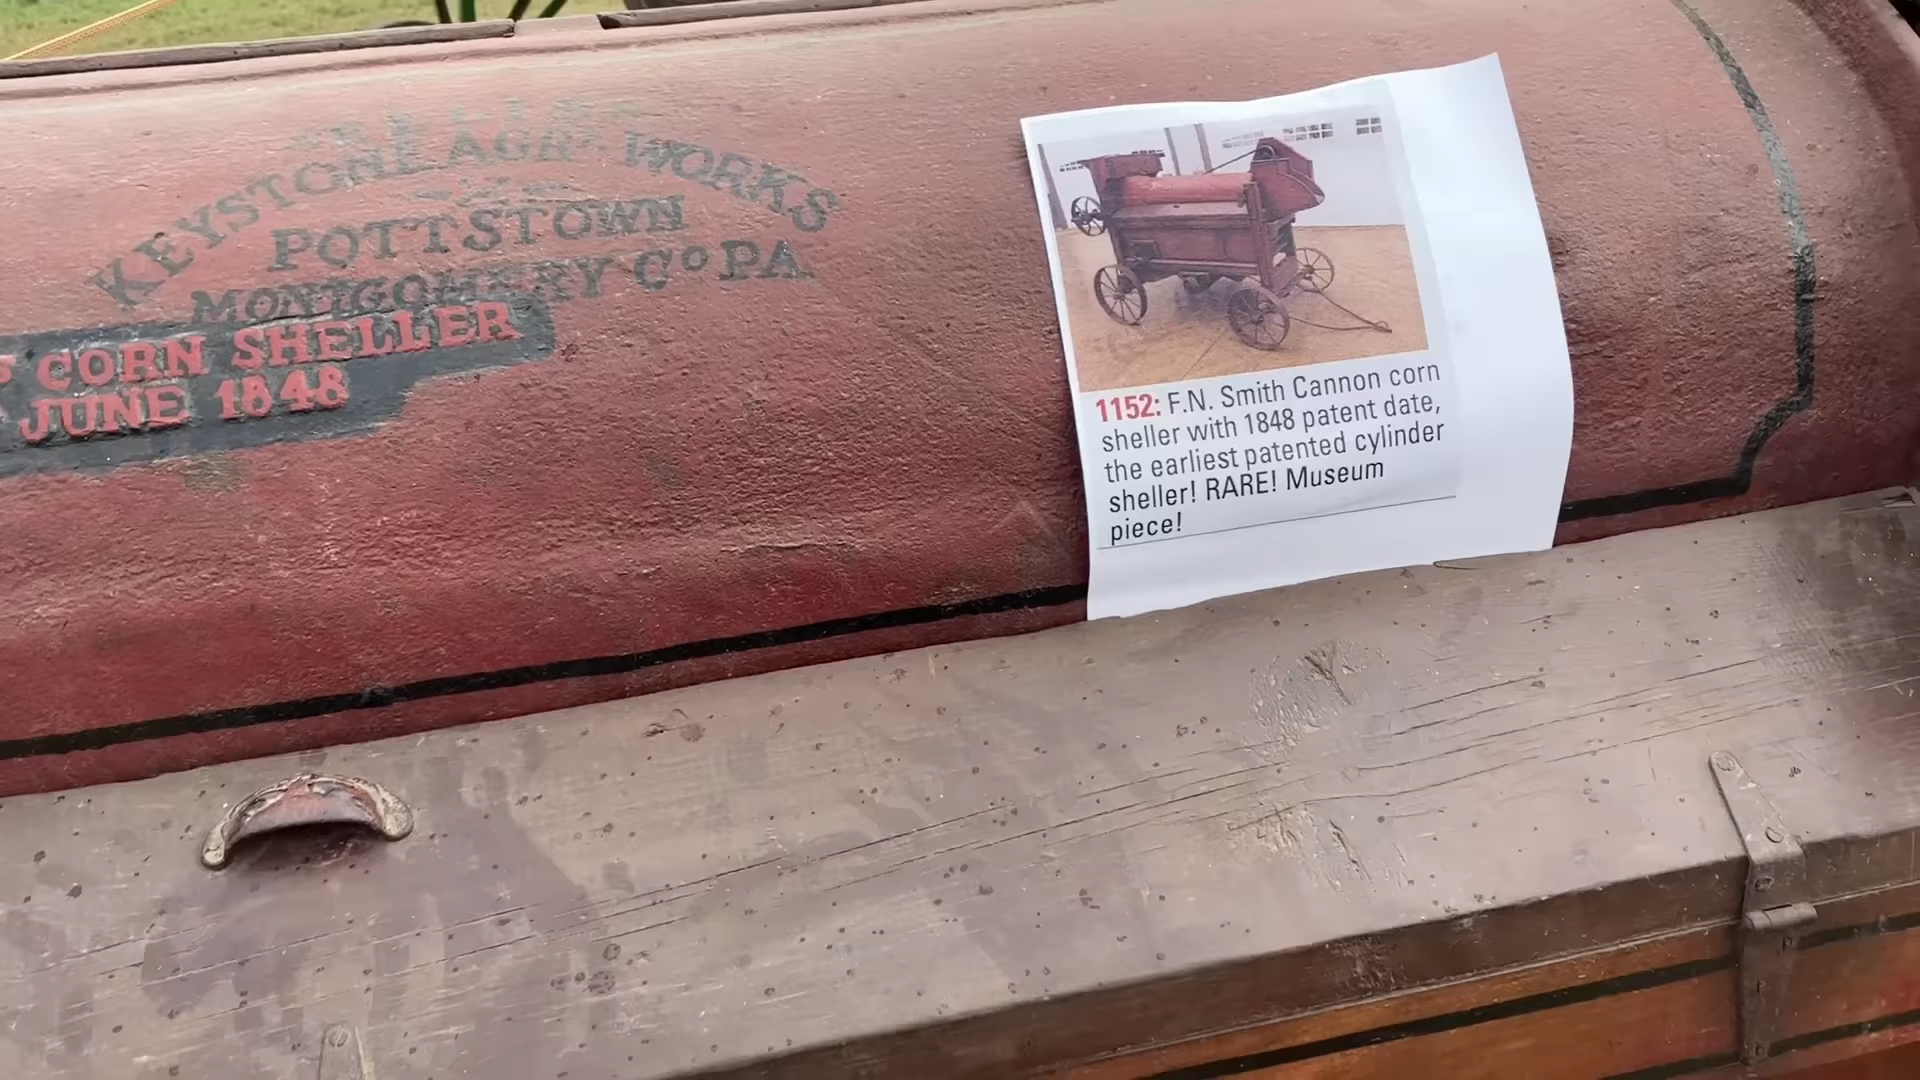 KEYSTONE AGRL WORKS
POTTSTOWN
MONTGOMERY Co PA.
CORN SHELLER
JUNE 1848
1152: F.N. Smith Cannon corn
sheller with 1848 patent date,
the earliest patented cylinder
sheller! RARE! Museum
piece!